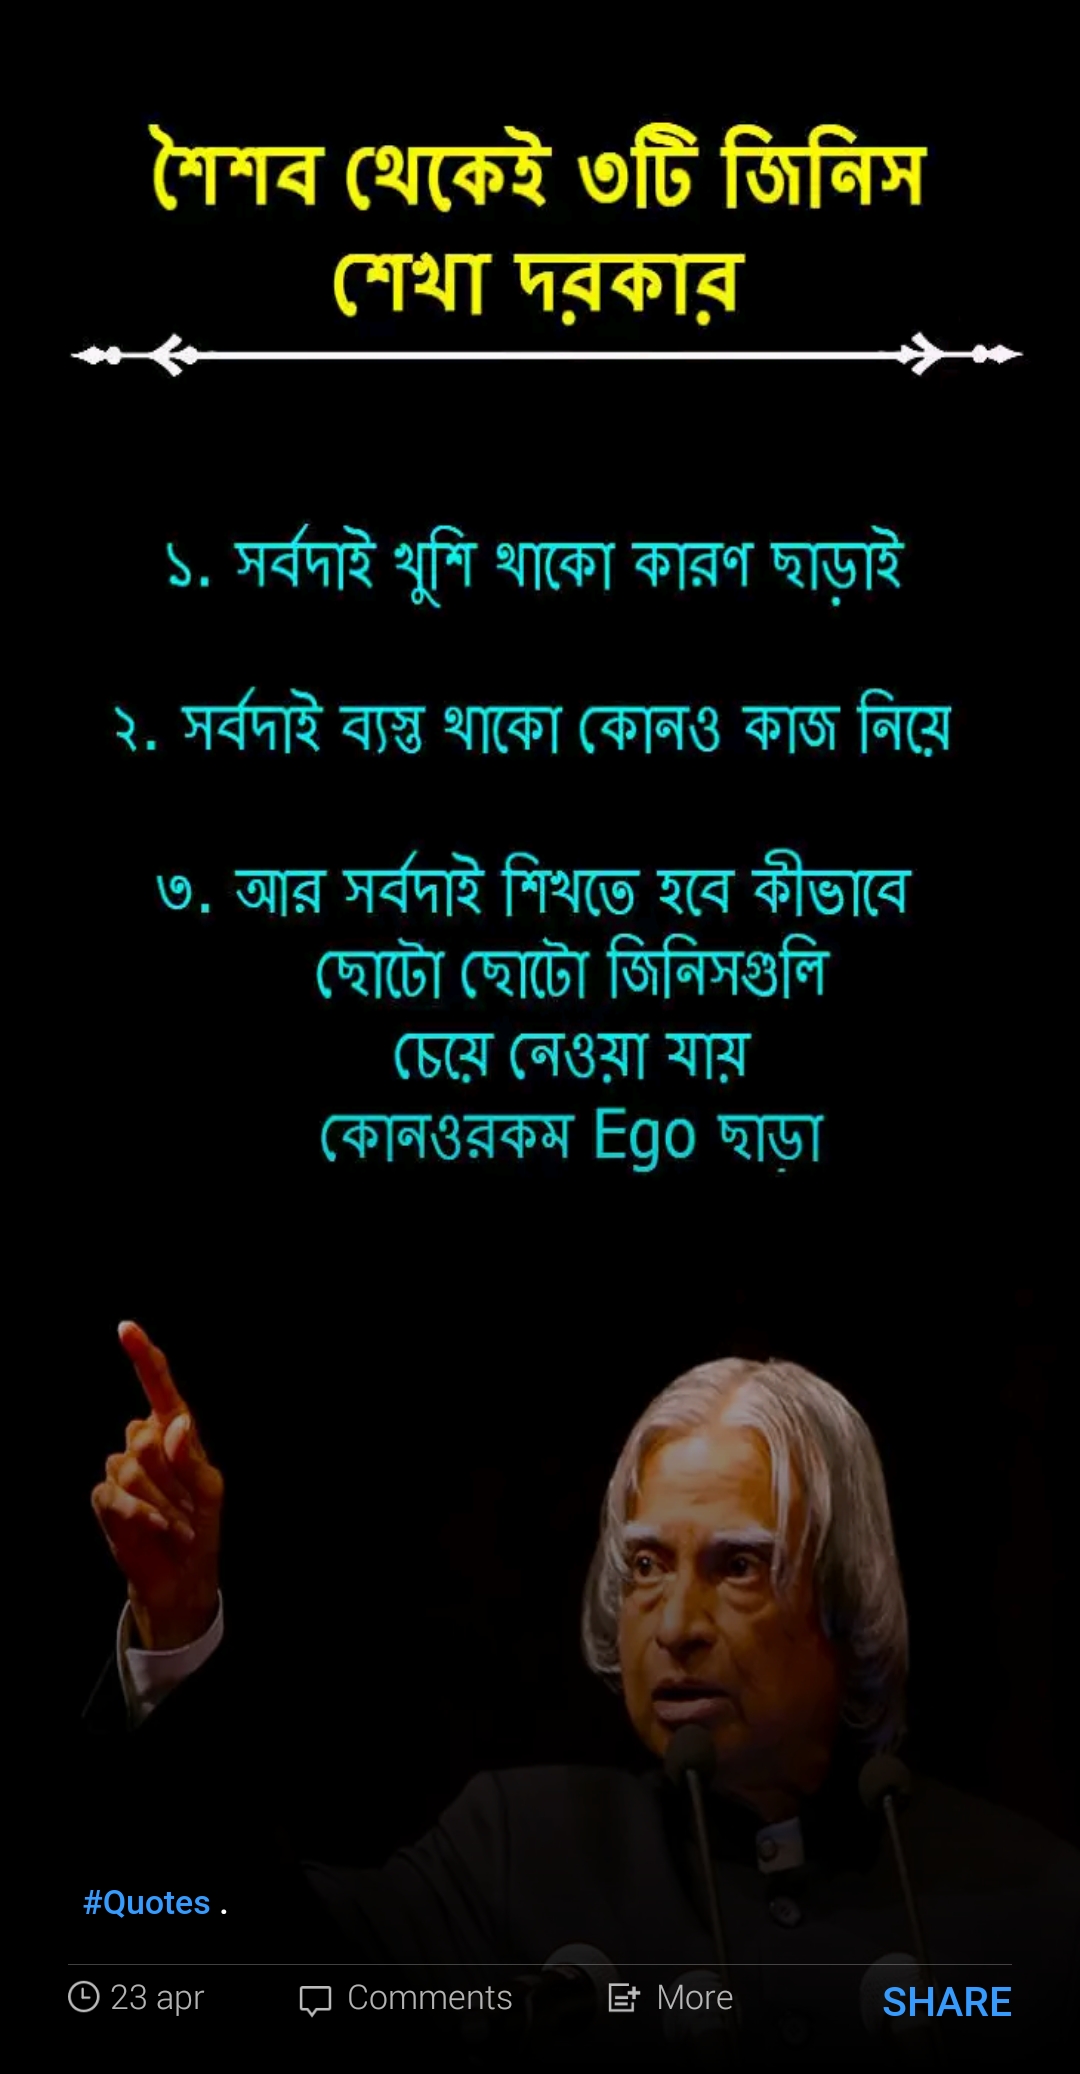 শৈশব থেকেই ৩টি জিনিস
শেখা দরকার
১. সর্বদাই খুশি থাকো কারণ ছাড়াই
২. সর্বদাই ব্যস্ত থাকো কোনও কাজ নিয়ে
৩. আর সর্বদাই শিখতে হবে কীভাবে
ছোটো ছোটো জিনিসগুলি
চেয়ে নেওয়া যায়
কোনওরকম Ego ছাড়া
#Quotes .
23 apr
Comments
More
SHARE